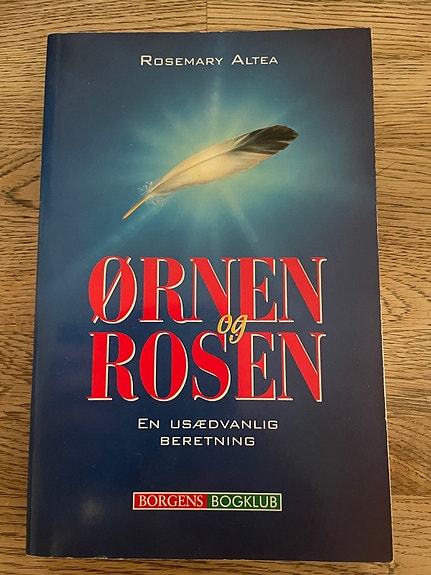 ROSEMARY ALTEA
ØRNEN
og
ROSEN
EN USÆDVANLIG
BERETNING
BORGENS BOGKLUB